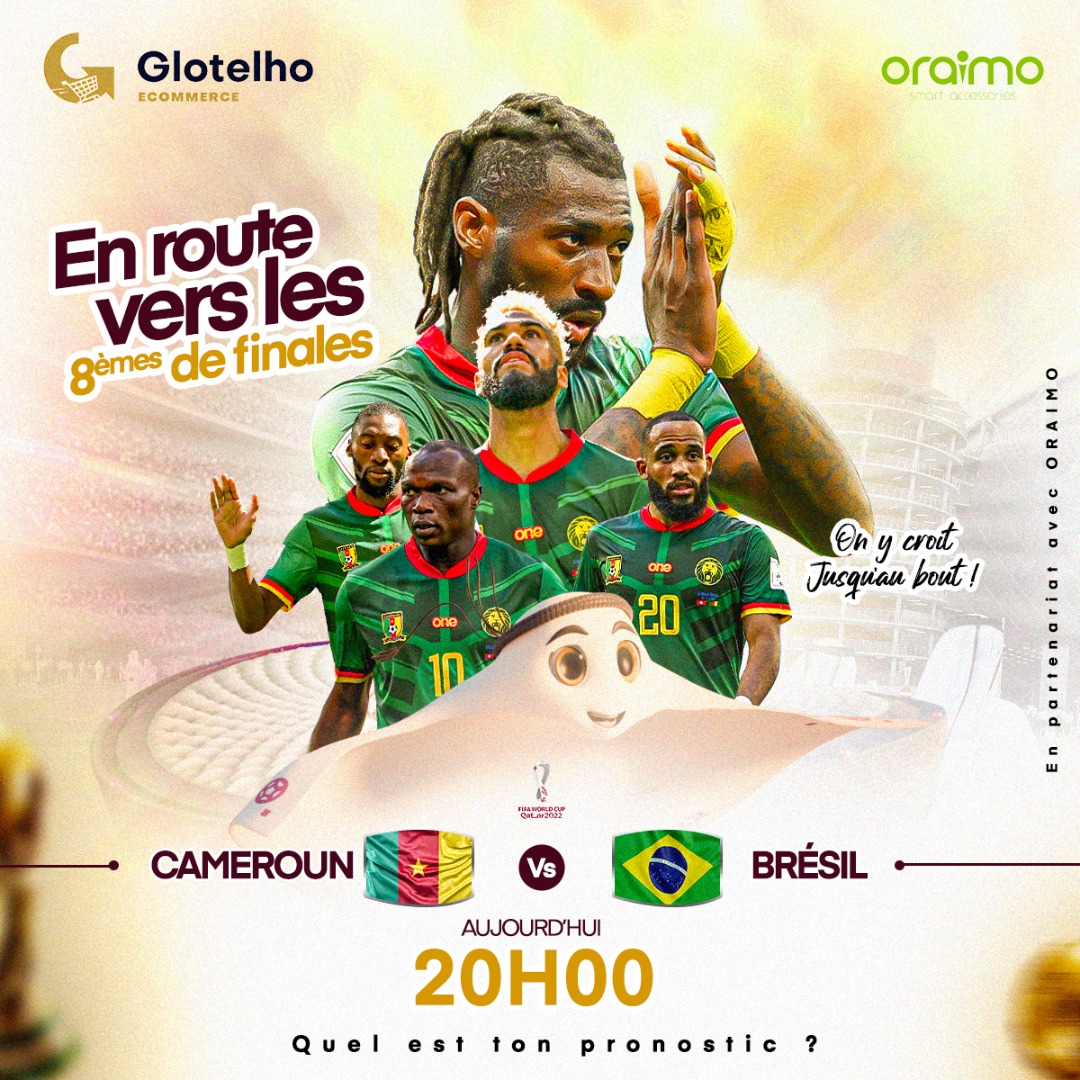 Glotelho
ECOMMERCE
oraimo
smart accessories
En route
vers les
8èmes de finales
one
one
one
one
10
20
On y croit
Jusqu'au bout !
En partenariat avec ORAIMO
FIFA WORLD CUP
Qatar2022
CAMEROUN
Vs
BRÉSIL
AUJOURD'HUI
20H00
Quel est ton pronostic ?